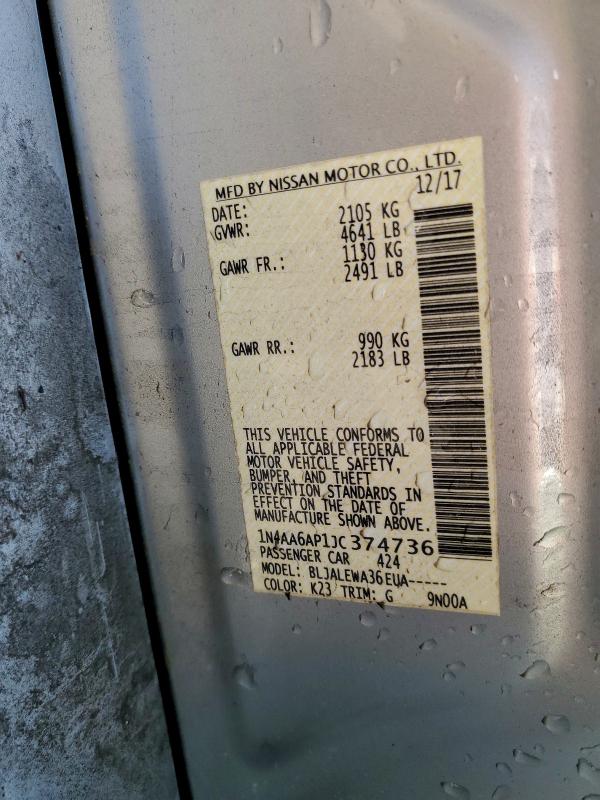 MFD BY NISSAN MOTOR CO., LTD.
DATE: 12/17
GVWR: 2105 KG
4641 LB
GAWR FR.: 1130 KG
2491 LB
GAWR RR.: 990 KG
2183 LB
THIS VEHICLE CONFORMS TO
ALL APPLICABLE FEDERAL
MOTOR VEHICLE SAFETY,
BUMPER, AND THEFT
PREVENTION STANDARDS IN
EFFECT ON THE DATE OF
MANUFACTURE SHOWN ABOVE.
1N4AA6AP1JC374736
PASSENGER CAR 424
MODEL: BLJALEWA36EUA-----
COLOR: K23 TRIM: G 9N00A